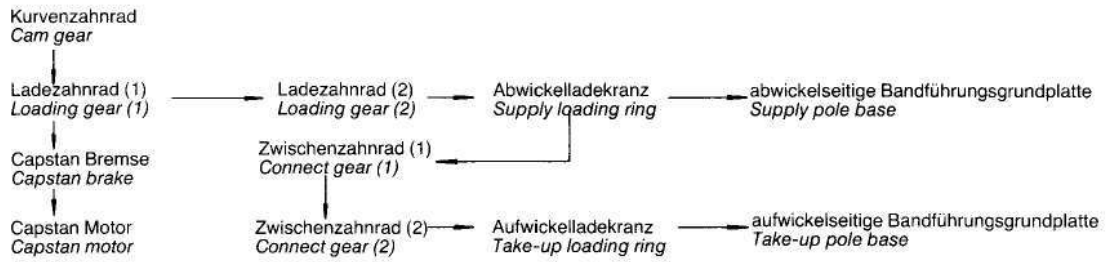 Kurvenzahnrad
Cam gear
Ladezahnrad (1)
Loading gear (1)
Ladezahnrad (2)
Loading gear (2)
Abwickelladekranz
Supply loading ring
abwickelseitige Bandführungsgrundplatte
Supply pole base
Capstan Bremse
Capstan brake
Zwischenzahnrad (1)
Connect gear (1)
Capstan Motor
Capstan motor
Zwischenzahnrad (2)
Connect gear (2)
Aufwickelladekranz
Take-up loading ring
aufwickelseitige Bandführungsgrundplatte
Take-up pole base